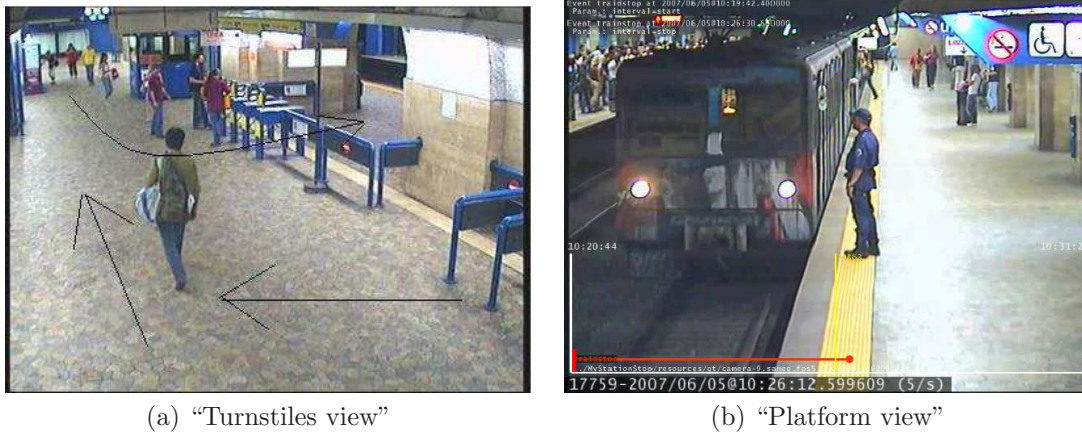 Event trainstop at 2007/06/05@10:19:42.400000
Param.: interval=start
Event trainstop at 2007/06/05@10:26:30.
Param.: interval=stop
10:20:44
10:31:2
trainstop
17759-2007/06/05@10:26:12.599609 (5/s)
(a) “Turnstiles view”
(b) “Platform view”